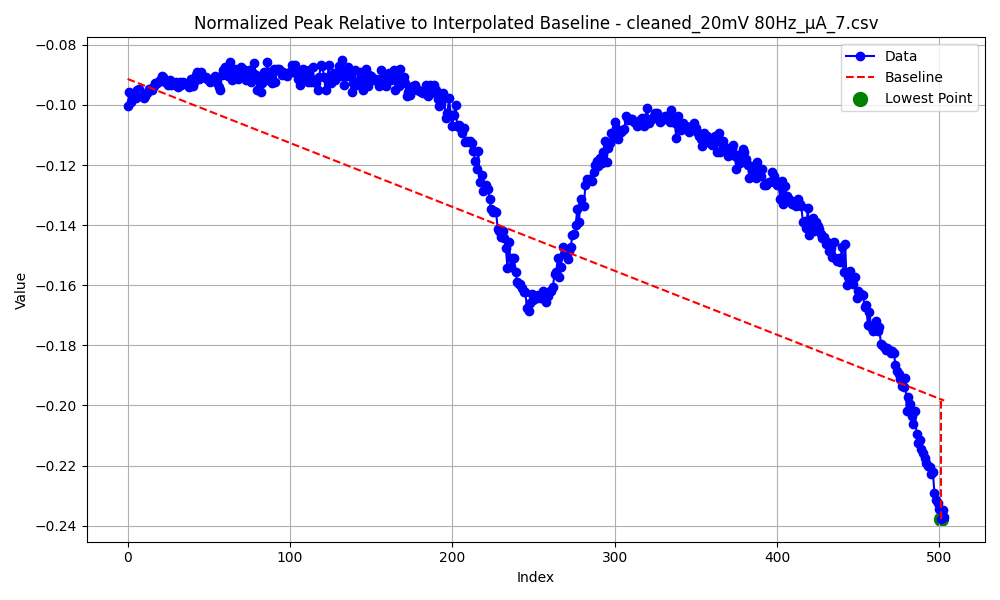 Normalized Peak Relative to Interpolated Baseline - cleaned_20mV 80Hz_μA_7.csv
−0.08
−0.10
−0.12
−0.14
−0.16
−0.18
−0.20
−0.22
−0.24
Value
Data
Baseline
Lowest Point
0
100
200
300
400
500
Index